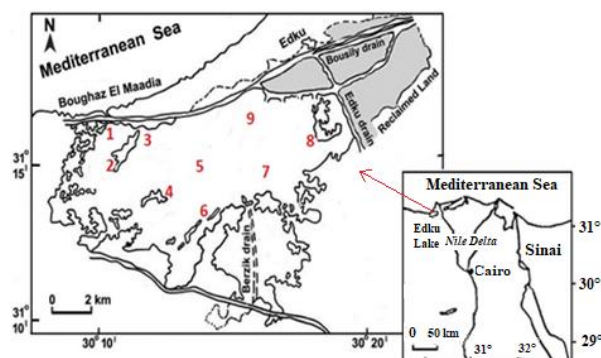 N
Mediterranean Sea
Boughaz El Maadia
Edku
Bousily drain
Edku drain
Reclaimed Land
1
3
9
8
2
5
7
4
6
Berzik drain
31°
15'
31°
10'
0 2 km
30° 10'
30° 20'
Mediterranean Sea
Edku
Lake
Nile Delta
Sinai
Cairo
31°
30°
29°
0 50 km
31°
32°